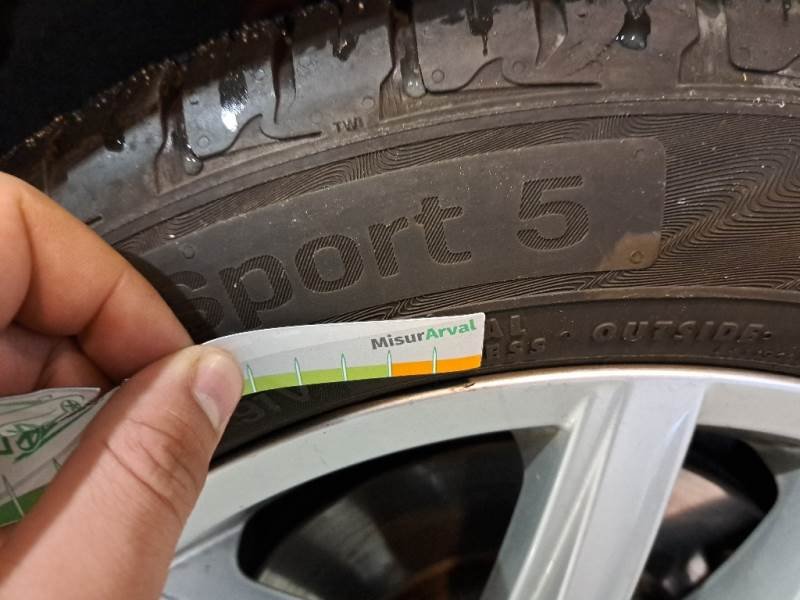 TWI
Sport 5
MisurArval
OUTSIDE